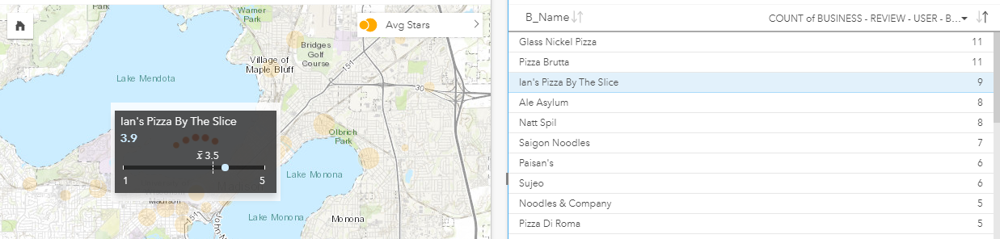 Warner
Park
Park
Avg Stars
Bridges
Golf
Course
Village of
Maple Bluff
151
30
Lake Mendota
Ian's Pizza By The Slice
3.9
x̄ 3.5
1 5
Olbrich
Park
Lake Monona
Madison
Lake Monona
Monona
151
John
B_Name COUNT of BUSINESS - REVIEW - USER - B...
Glass Nickel Pizza 11
Pizza Brutta 11
Ian's Pizza By The Slice 9
Ale Asylum 8
Natt Spil 8
Saigon Noodles 7
Paisan's 6
Sujeo 6
Noodles & Company 5
Pizza Di Roma 5